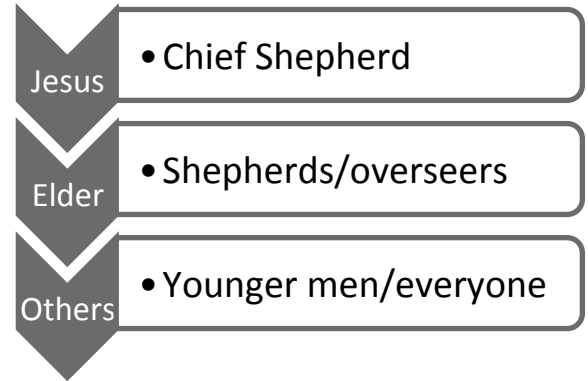 Jesus
•Chief Shepherd
Elder
•Shepherds/overseers
Others
•Younger men/everyone